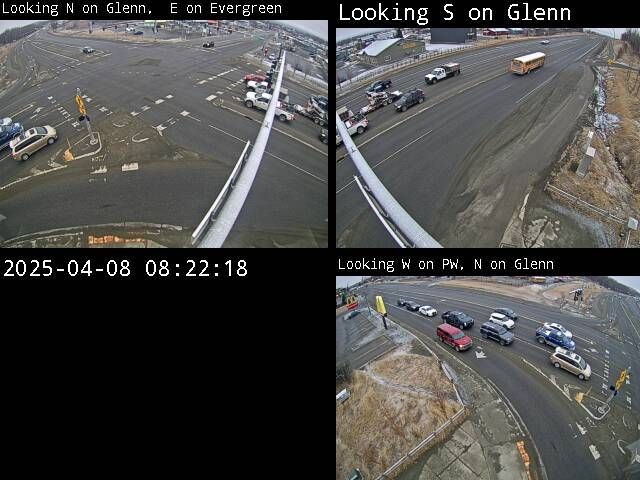 Looking N on Glenn,  E on Evergreen
Looking S on Glenn
2025-04-08 08:22:18
Looking W on PW, N on Glenn